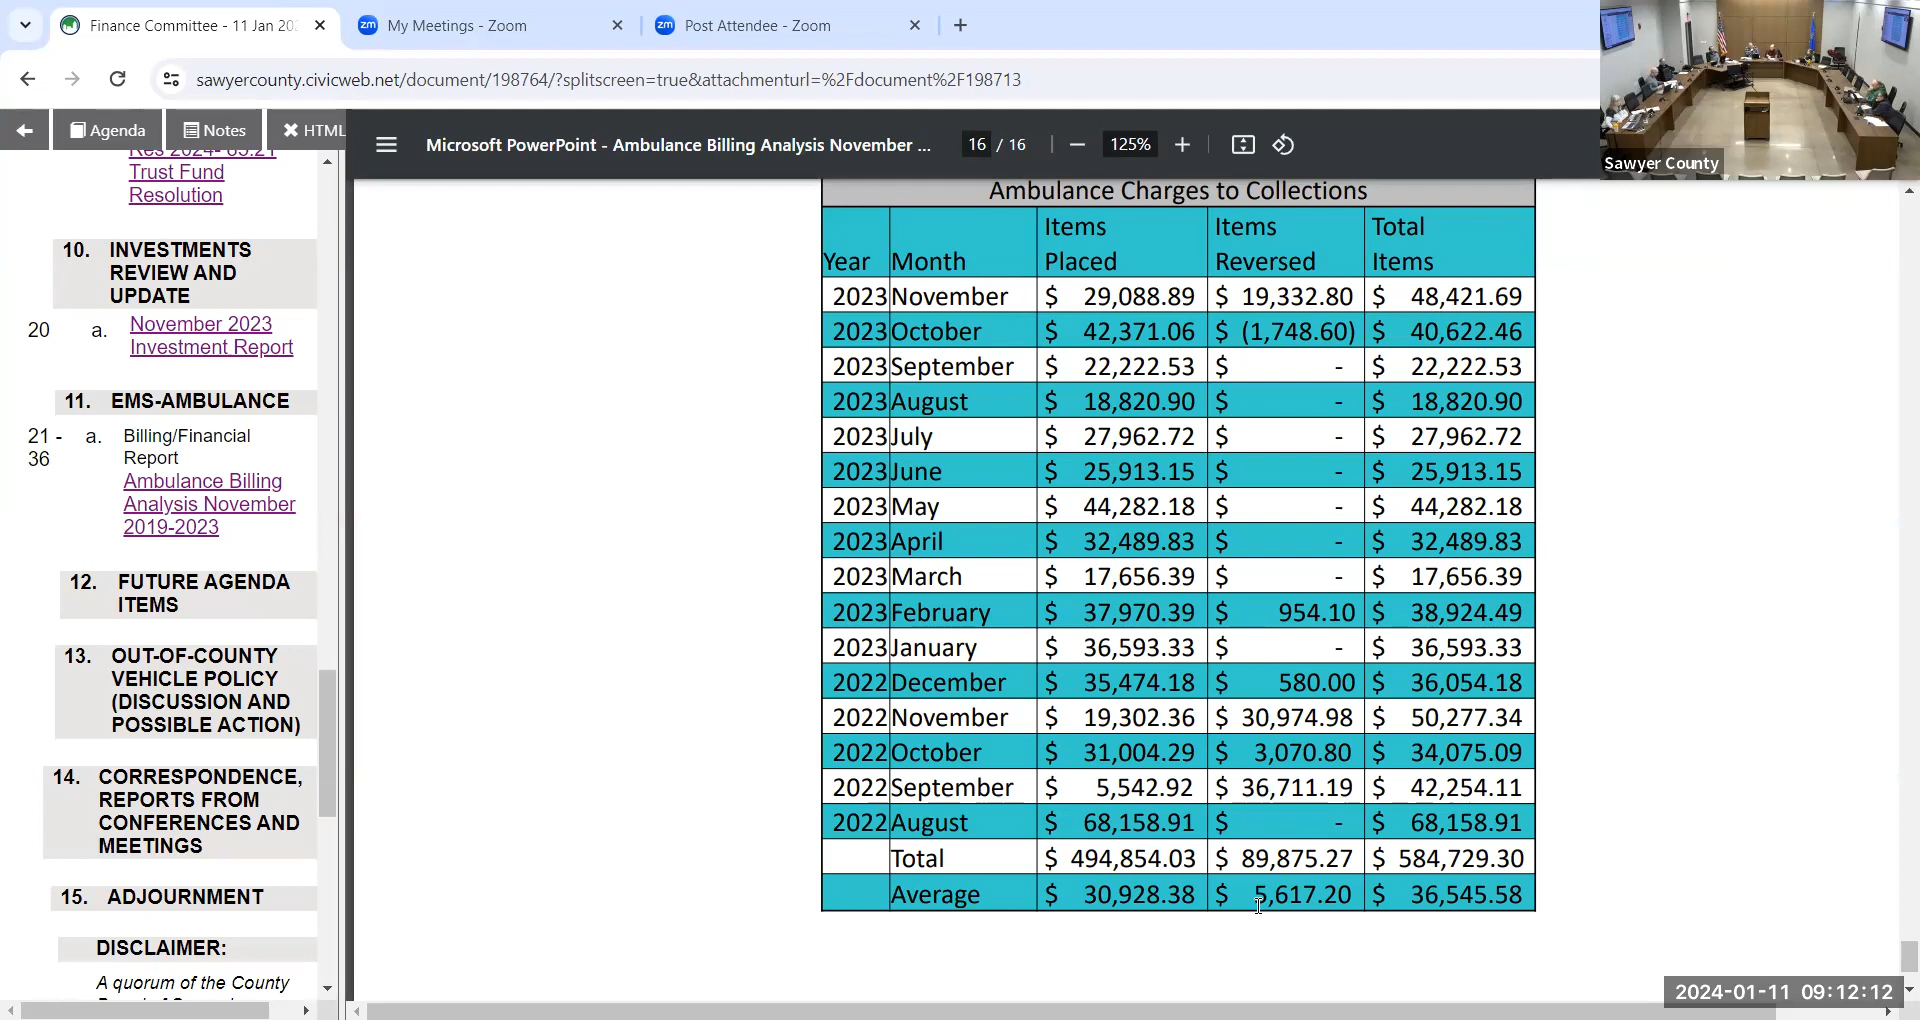 Finance Committee - 11 Jan 202
My Meetings - Zoom
Post Attendee - Zoom
sawyercounty.civicweb.net/document/198764/?splitscreen=true&attachmenturl=%2Fdocument%2F198713
Agenda
Notes
HTML
Microsoft PowerPoint - Ambulance Billing Analysis November ...
16 / 16
125%
Sawyer County
Trust Fund
Resolution
10. INVESTMENTS
REVIEW AND
UPDATE
20 a. November 2023
Investment Report
11. EMS-AMBULANCE
21 - a. Billing/Financial
36 Report
Ambulance Billing
Analysis November
2019-2023
12. FUTURE AGENDA
ITEMS
13. OUT-OF-COUNTY
VEHICLE POLICY
(DISCUSSION AND
POSSIBLE ACTION)
14. CORRESPONDENCE,
REPORTS FROM
CONFERENCES AND
MEETINGS
15. ADJOURNMENT
DISCLAIMER:
A quorum of the County
Ambulance Charges to Collections
Items Items Total
Year Month Placed Reversed Items
2023 November $ 29,088.89 $ 19,332.80 $ 48,421.69
2023 October $ 42,371.06 $ (1,748.60) $ 40,622.46
2023 September $ 22,222.53 $ - $ 22,222.53
2023 August $ 18,820.90 $ - $ 18,820.90
2023 July $ 27,962.72 $ - $ 27,962.72
2023 June $ 25,913.15 $ - $ 25,913.15
2023 May $ 44,282.18 $ - $ 44,282.18
2023 April $ 32,489.83 $ - $ 32,489.83
2023 March $ 17,656.39 $ - $ 17,656.39
2023 February $ 37,970.39 $ 954.10 $ 38,924.49
2023 January $ 36,593.33 $ - $ 36,593.33
2022 December $ 35,474.18 $ 580.00 $ 36,054.18
2022 November $ 19,302.36 $ 30,974.98 $ 50,277.34
2022 October $ 31,004.29 $ 3,070.80 $ 34,075.09
2022 September $ 5,542.92 $ 36,711.19 $ 42,254.11
2022 August $ 68,158.91 $ - $ 68,158.91
Total $ 494,854.03 $ 89,875.27 $ 584,729.30
Average $ 30,928.38 $ 5,617.20 $ 36,545.58
2024-01-11 09:12:12